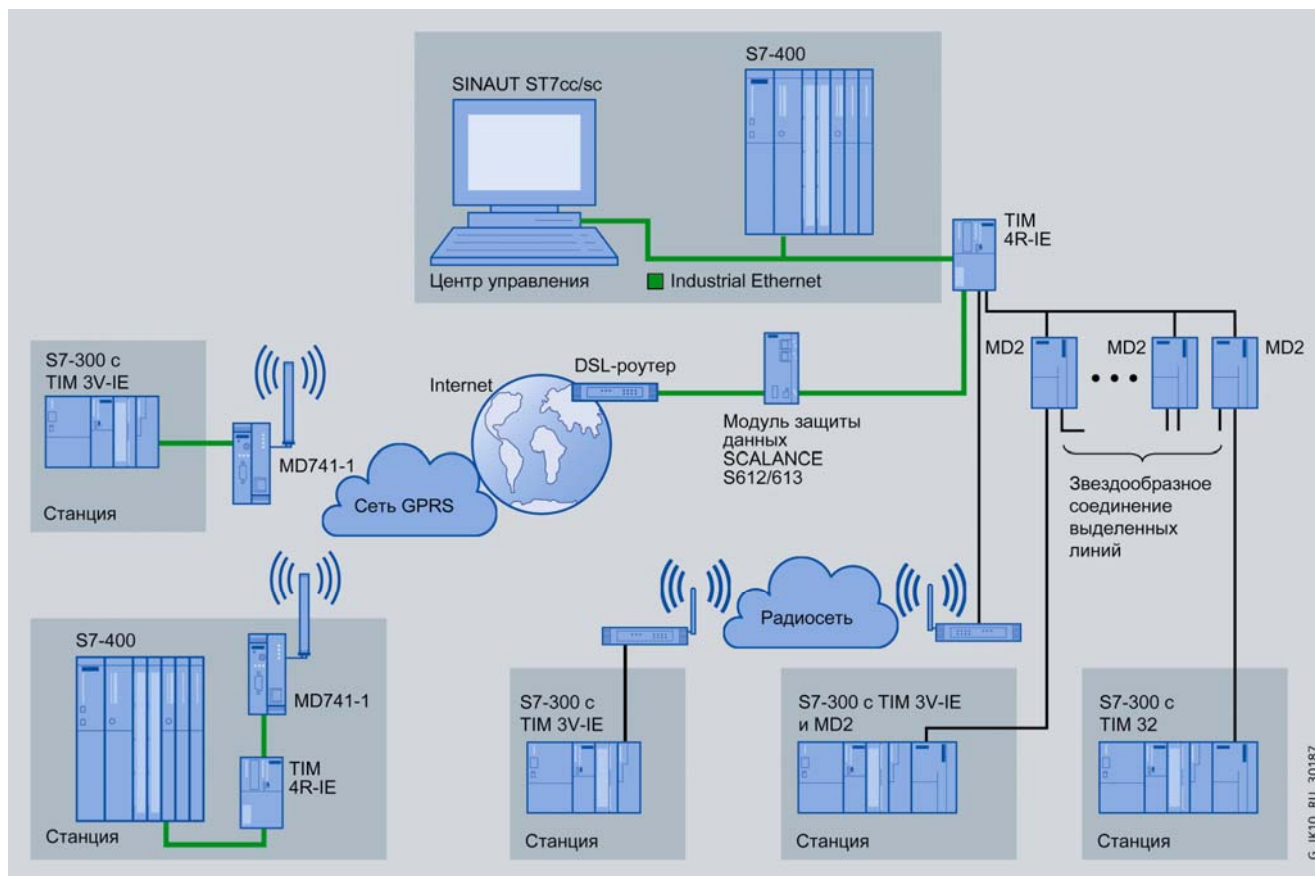 S7-400
SINAUT ST7cc/sc
TIM
4R-IE
Центр управления
Industrial Ethernet
S7-300 с
TIM 3V-IE
MD741-1
Станция
Internet
DSL-роутер
Модуль защиты
данных
SCALANCE
S612/613
MD2
MD2
MD2
Звездообразное
соединение
выделенных
линий
Сеть GPRS
Радиосеть
S7-400
MD741-1
TIM
4R-IE
Станция
S7-300 с
TIM 3V-IE
Станция
S7-300 с TIM 3V-IE
и MD2
Станция
S7-300 с
TIM 32
Станция
G_IK10_RU_30187